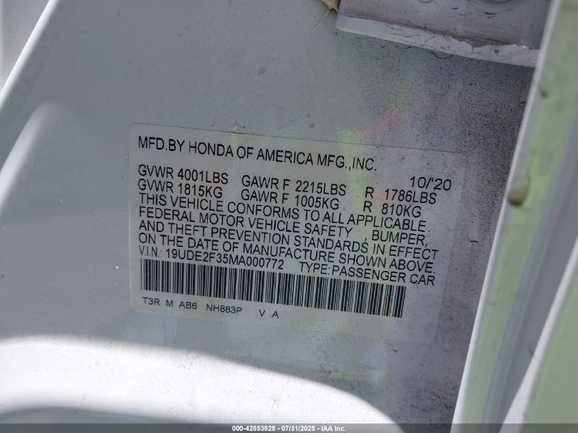 MFD.BY HONDA OF AMERICA MFG.,INC.
10/'20
GVWR 4001LBS GAWR F 2215LBS R 1786LBS
GVWR 1815KG GAWR F 1005KG R 810KG
THIS VEHICLE CONFORMS TO ALL APPLICABLE
FEDERAL MOTOR VEHICLE SAFETY , BUMPER,
AND THEFT PREVENTION STANDARDS IN EFFECT
ON THE DATE OF MANUFACTURE SHOWN ABOVE.
V.I.N: 19UDE2F35MA000772 TYPE:PASSENGER CAR
T3R M AB6 NH883P V A
000-42853828 - 07/31/2025 - IAA Inc.